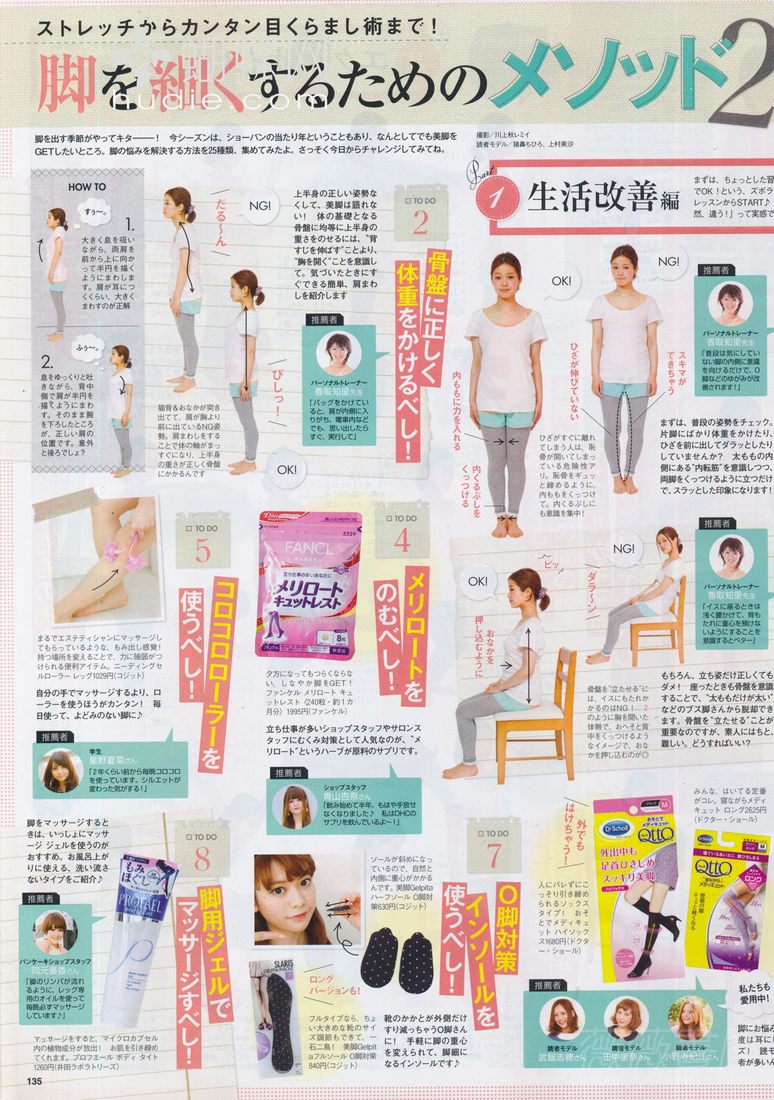 ストレッチからカンタン目くらまし術まで！
脚を細くするためのメソッド2
nudie.com
脚を出す季節がやってキター――！　今シーズンは、ショーパンの当たり年ということもあり、なんとしてでも美脚を
GETしたいところ。脚の悩みを解決する方法を25種類、集めてみたよ。さっそく今日からチャレンジしてみてね。
撮影／川上秋レミイ
読者モデル／猪鼻ちひろ、上村美沙
Part
1
生活改善編
まずは、ちょっとした習
でOK！という、ズボラ
レッスンからSTART♪
然、違う！」って実感で
HOW TO
すぅ〜。
1.
大きく息を吸い
ながら、両肩を
前から上に向か
って半円を描く
ようにまわしま
す。肩が耳につ
くくらい、大きく
まわすのが正解
ふぅ〜。
2.
息をゆっくりと吐
きながら、背中
側で肩が半円を
描くようにまわ
す。そのまま腕
を下ろしたところ
が、正しい肩の
位置です。意外
と後ろでしょ？
だる〜ん
NG!
びしっ！
OK!
猫背＆おなかが突き
出てて、肩が胸より
前に出ているNG姿
勢。肩まわしをする
ことで体の軸がまっ
すぐになり、上半身
の重さが正しく骨盤
にかかるんです
上半身の正しい姿勢な
くして、美脚は語れな
い！　体の基礎となる
骨盤に均等に上半身の
重さをのせるには、“背
すじを伸ばす”ことより、
“胸を開く”ことを意識し
て。気づいたときにす
ぐできる簡単、肩まわ
しを紹介します
TO DO
2
骨盤に正しく
体重をかけるべし！
推薦者
パーソナルトレーナー
香取知里先生
「バッグをかけている
と、肩が内側に入
りがち。電車内など
でも、思い出したら
すぐ、実行して」
OK!
NG!
内ももに力を入れる
内くるぶしを
くっつける
ひざが伸びていない
スキマが
できちゃう
ひざがすぐに離れ
てしまう人は、恥骨
が開いてしまってい
る危険性アリ。恥骨
をギュッと締めるよう
に、内ももをくっつけ
て。内くるぶしにも
意識を集中！
推薦者
パーソナルトレーナー
香取知里先生
「普段は気にしてい
ない脚の内側に意識
を向けるだけで、O
脚などのゆがみが改
善されます！」
まずは、普段の姿勢をチェック。
片脚にばかり体重をかけたり、
ひざを前に出してダラッとしたり
していませんか？　太ももの内
側にある“内転筋”を意識しつつ、
両脚をくっつけるように立つだけ
で、スラッとした印象になります！
TO DO
5
コロコロローラーを
使うべし！
まるでエステティシャンにマッサージし
てもらっているような、もみ出し感覚！
持つ場所を変えることで、力に強弱がつ
けられる便利アイテム。ニーディングセ
ルローラー レッグ1029円（コジット）
自分の手でマッサージするより、ロ
ーラーを使うほうがカンタン！　毎
日使って、よどみのない脚に♪
推薦者
学生
星野夏菜さん
「2年くらい前から毎晩コロコロ
を使っています。シルエットが
変わった気がする！」
FANCL
立ち仕事の多いあなたに
メリロート
キュットレスト
TO DO
4
メリロートを
のむべし！
夕方になってもつっぱ
らない、しなやか脚をGET！
ファンケル メリロート キュ
ットレスト〈240粒・約1カ
月分〉1995円（ファンケル）
立ち仕事が多いショップスタッフやサロンス
タッフにむくみ対策として人気なのが、“メ
リロート”というハーブが原料のサプリです。
推薦者
ショップスタッフ
青山杏奈さん
「飲み始めて半年、もはや手放せ
なくなりました♪　私はDHCの
サプリを飲んでいるよ〜！」
OK!
ピッ
おなかを
押し込むように
NG!
ダラ〜ン
骨盤を“立たせる”に
は、イスにもたれか
かるのはNG！　2
のように胸を開いた体
勢で、おへそと背
中をくっつけるような
イメージで、おなか
を押し込むのが◎
推薦者
パーソナルトレーナー
香取知里先生
「イスに座るときは
浅く腰かけて、背も
たれに重心を預けな
いようにすることを
意識するとベター」
もちろん、立ち姿だけ正しくても
ダメ！　座ったときも骨盤を意識
することで、“太ももだけが太い”
などのブス脚さんから脱却でき
ます。骨盤を“立たせる”ことが
重要なのですが、素人にはちと、
難しい。どうすればいい？
脚をマッサージすると
きは、いっしょにマッサ
ージ ジェルを使うのが
おすすめ。お風呂上が
りに使える、洗い流さ
ないタイプをご紹介♪
推薦者
パンケーキショップスタッフ
岡元優香さん
「脚のリンパが流れ
るように、レッグ専
用のオイルを使って
毎晩必ずマッサージ
しています♪」
もみほぐし
TO DO
8
脚用ジェルで
マッサージすべし！
マッサージをすると、マイクロカプセル
内の植物成分が放出！　お肌を引き締め
てくれます。プロフエール ボディ タイト
1260円（井田ラボラトリーズ）
ソールが斜めになっ
ているので、自然と
内側に重心がかかる
んです。美脚Gelpita
ハーフソール O脚対
策630円（コジット）
SLARIS
ロング
バージョンも！
フルタイプなら、ちょ
い大きめな靴のサイ
ズ調節もできて、一
石二鳥！　美脚Gelpit
aフルソール O脚対策
840円（コジット）
TO DO
7
O脚対策
インソールを
使うべし！
靴のかかとが外側だけ
すり減っちゃうO脚さん
に！　手軽に脚の重心
を変えられて、脚細に
なるインソールです♪
外でも
はけちゃう！
人にバレずにこ
っそり引き締め
られるソックス
タイプ！　おそ
とでメディキュ
ット ハイソック
ス1680円（ドクタ
ー・ショール）
Dr.Scholl
おそとでメディキュット
QttO
外出中も
足首ひきしめ
スッキリ美脚
ハイソックス
みんな、はいてる定番
がコレ。寝ながらメディ
キュット ロング2625円
（ドクター・ショール）
QttO
寝ながらメディキュット
ロング
私たちも
愛用中！
推薦者
読者モデル
武智志穂さん
読者モデル
田中里奈さん
読者モデル
小野寺紀江さん
脚にお悩み
度は耳に
ズ！　読モ
者が多いん
135